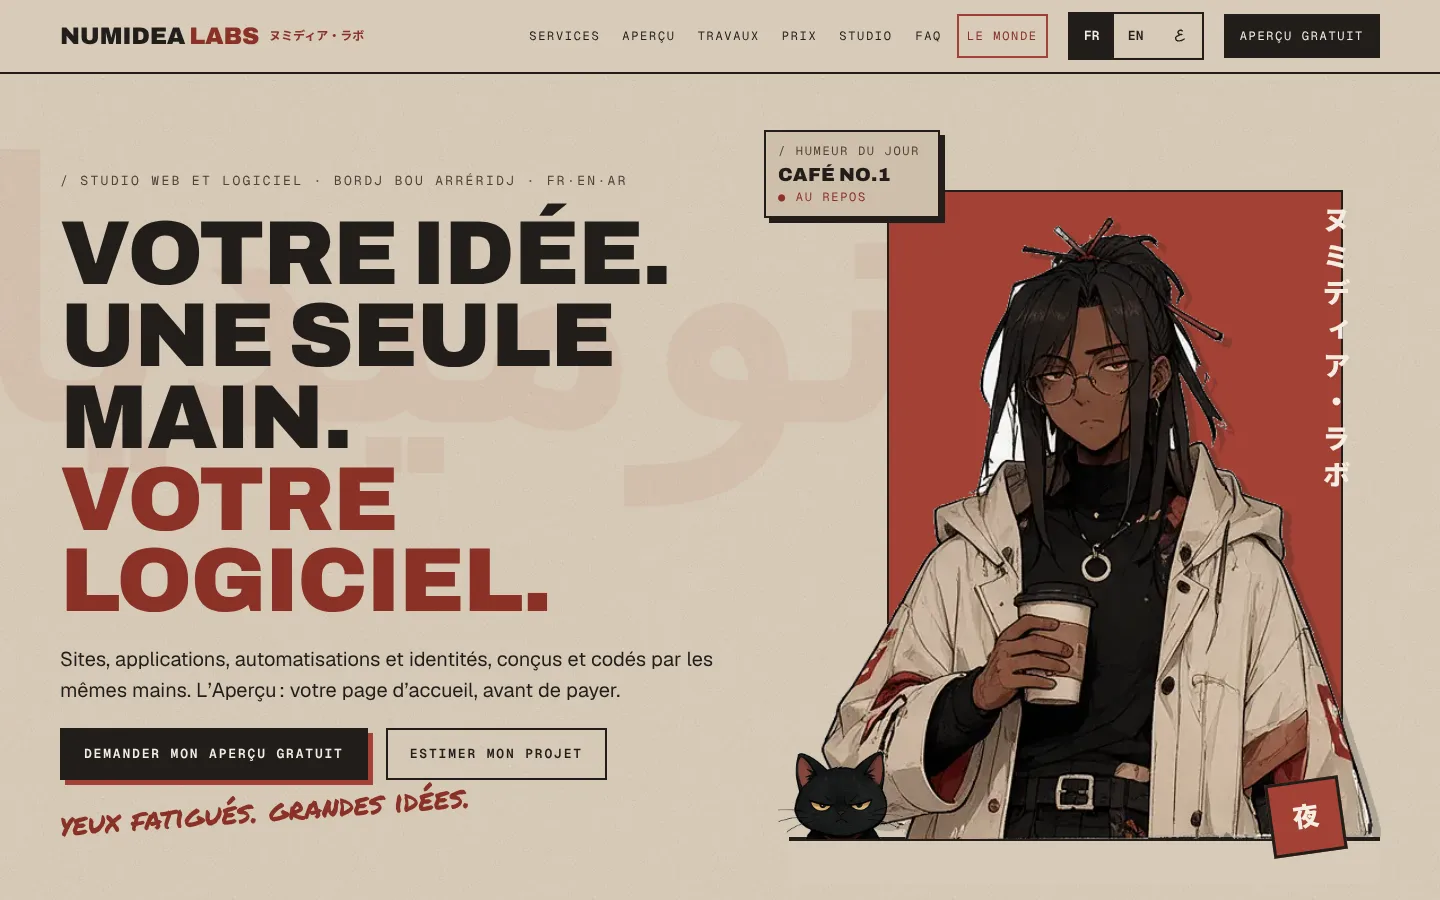 NUMIDEA LABS ヌミディア・ラボ
SERVICES APERÇU TRAVAUX PRIX STUDIO FAQ LE MONDE FR EN ع APERÇU GRATUIT
/ HUMEUR DU JOUR
CAFÉ NO.1
AU REPOS
/ STUDIO WEB ET LOGICIEL · BORDJ BOU ARRÉRIDJ · FR·EN·AR
VOTRE IDÉE.
UNE SEULE
MAIN.
VOTRE
LOGICIEL.
Sites, applications, automatisations et identités, conçus et codés par les
mêmes mains. L’Aperçu : votre page d’accueil, avant de payer.
DEMANDER MON APERÇU GRATUIT
ESTIMER MON PROJET
YEUX FATIGUÉS. GRANDES IDÉES.
ヌミディア・ラボ
夜